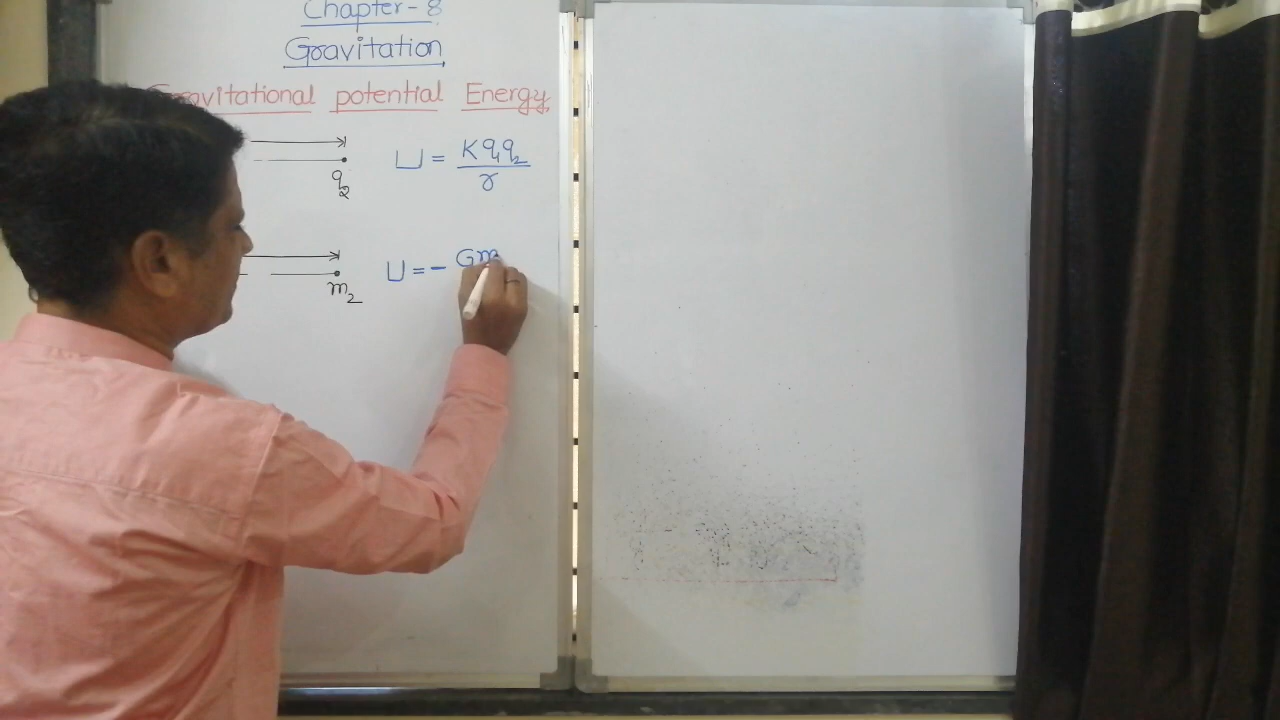 Chapter - 8
Gravitation
Gravitational potential Energy
q2 U = Kq1q2/r
m2 U = - Gm